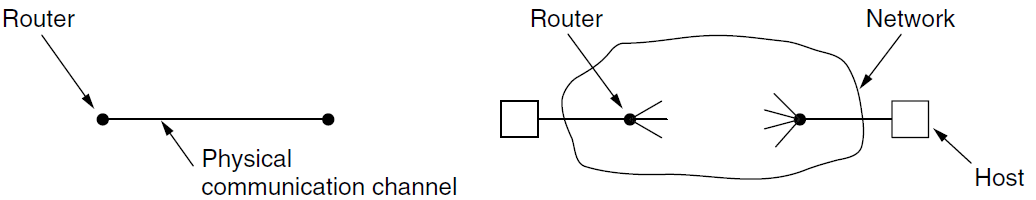 Router
Router
Network
Physical
communication channel
Host